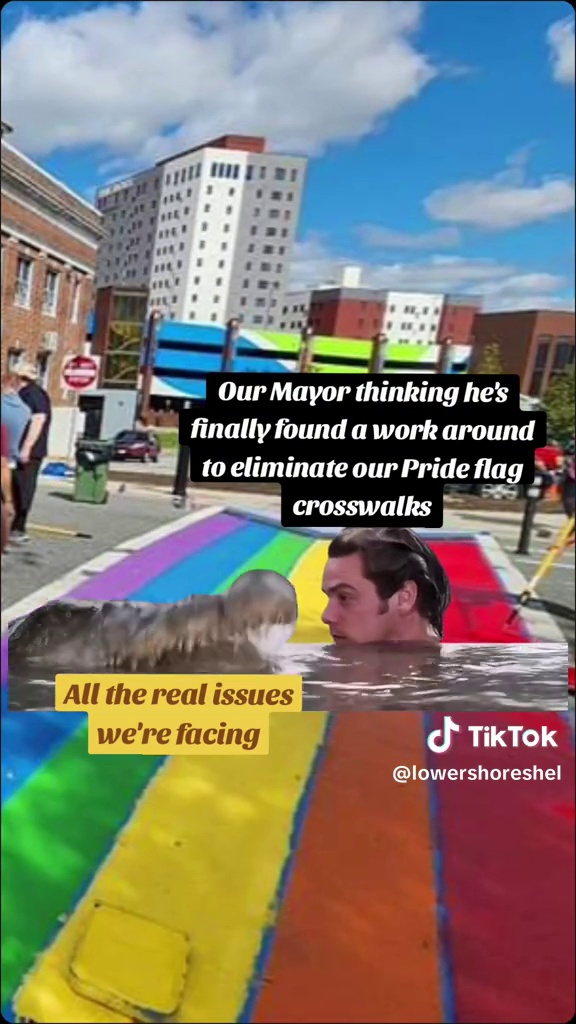 Our Mayor thinking he's
finally found a work around
to eliminate our Pride flag
crosswalks
All the real issues
we're facing
TikTok
@lowershoreshel